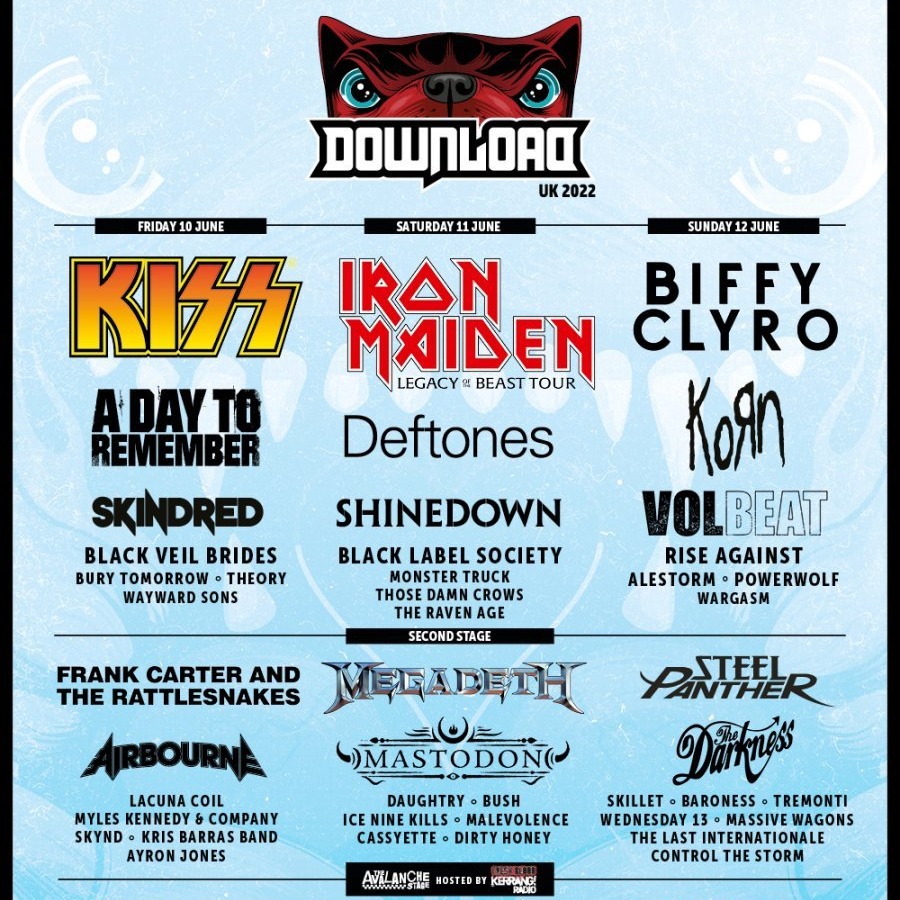 DOWNLOAD
UK 2022
FRIDAY 10 JUNE
KISS
A DAY TO
REMEMBER
SKINDRED
BLACK VEIL BRIDES
BURY TOMORROW ◦ THEORY
WAYWARD SONS
SATURDAY 11 JUNE
IRON
MAIDEN
LEGACY OF THE BEAST TOUR
Deftones
SHINEDOWN
BLACK LABEL SOCIETY
MONSTER TRUCK
THOSE DAMN CROWS
THE RAVEN AGE
SUNDAY 12 JUNE
BIFFY
CLYRO
KoЯn
VOLBEAT
RISE AGAINST
ALESTORM ◦ POWERWOLF
WARGASM
SECOND STAGE
FRANK CARTER AND
THE RATTLESNAKES
AIRBOURNE
LACUNA COIL
MYLES KENNEDY & COMPANY
SKYND ◦ KRIS BARRAS BAND
AYRON JONES
MEGADETH
MASTODON
DAUGHTRY ◦ BUSH
ICE NINE KILLS ◦ MALEVOLENCE
CASSYETTE ◦ DIRTY HONEY
STEEL
PANTHER
The
Darkness
SKILLET ◦ BARONESS ◦ TREMONTI
WEDNESDAY 13 ◦ MASSIVE WAGONS
THE LAST INTERNATIONALE
CONTROL THE STORM
THE AVALANCHE STAGE HOSTED BY KERRANG! RADIO